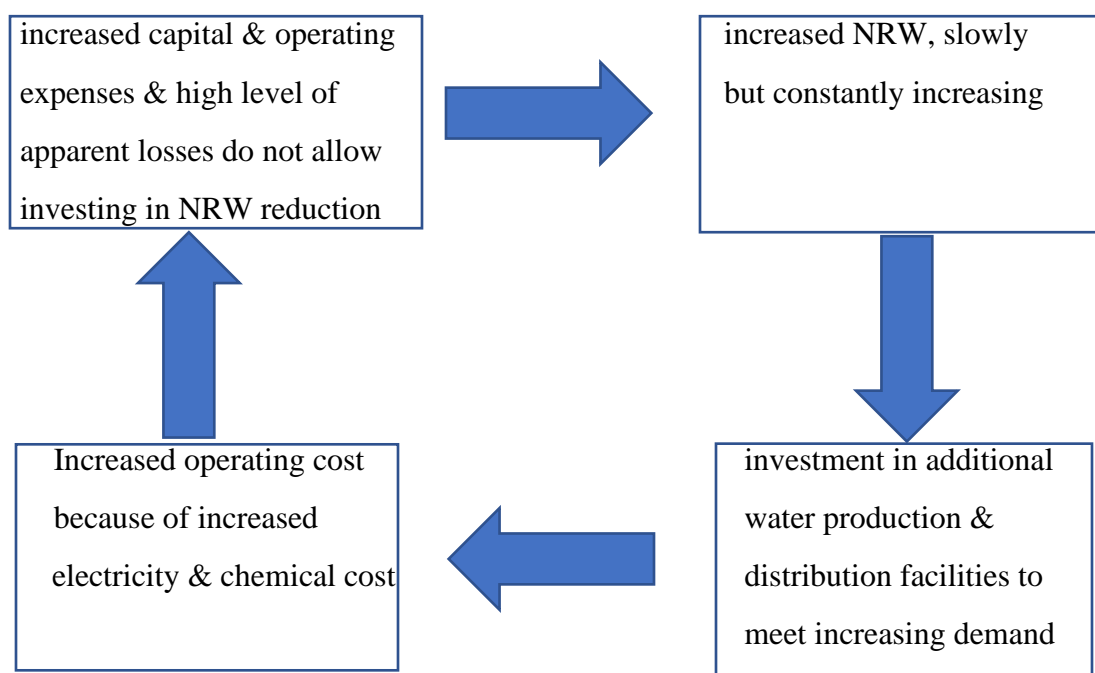 increased capital & operating
expenses & high level of
apparent losses do not allow
investing in NRW reduction
increased NRW, slowly
but constantly increasing
Increased operating cost
because of increased
electricity & chemical cost
investment in additional
water production &
distribution facilities to
meet increasing demand